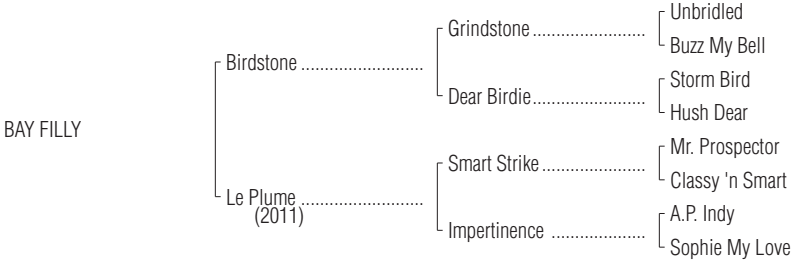 Unbridled
Grindstone ........................
Buzz My Bell
Birdstone ..........................
Storm Bird
Dear Birdie........................
Hush Dear
BAY FILLY
Mr. Prospector
Smart Strike ......................
Classy 'n Smart
Le Plume ..........................
(2011)
A.P. Indy
Impertinence ....................
Sophie My Love